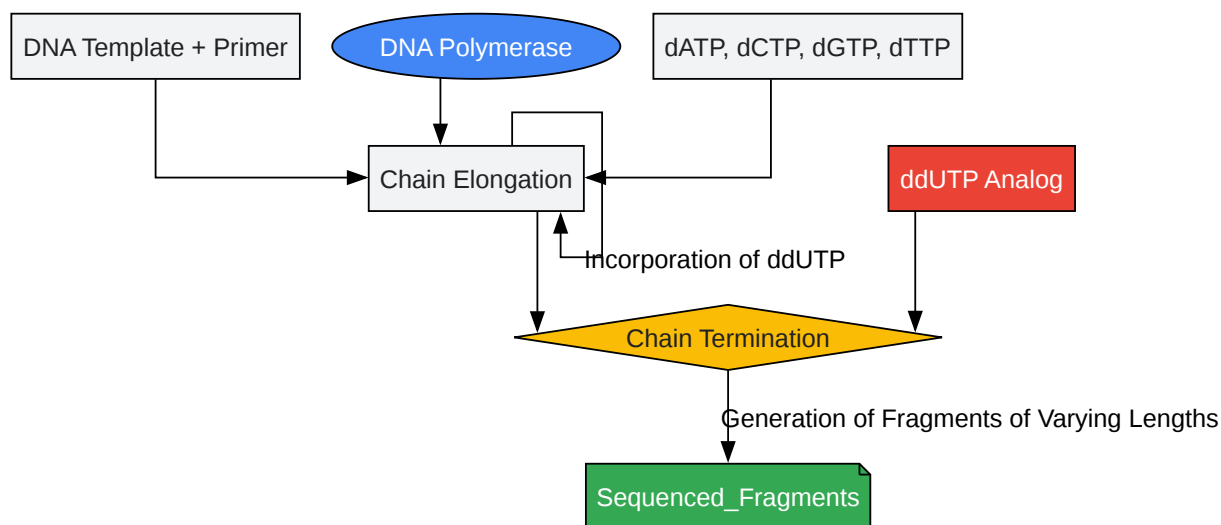 DNA Template + Primer
DNA Polymerase
dATP, dCTP, dGTP, dTTP
Chain Elongation
ddUTP Analog
Incorporation of ddUTP
Chain Termination
Generation of Fragments of Varying Lengths
Sequenced_Fragments